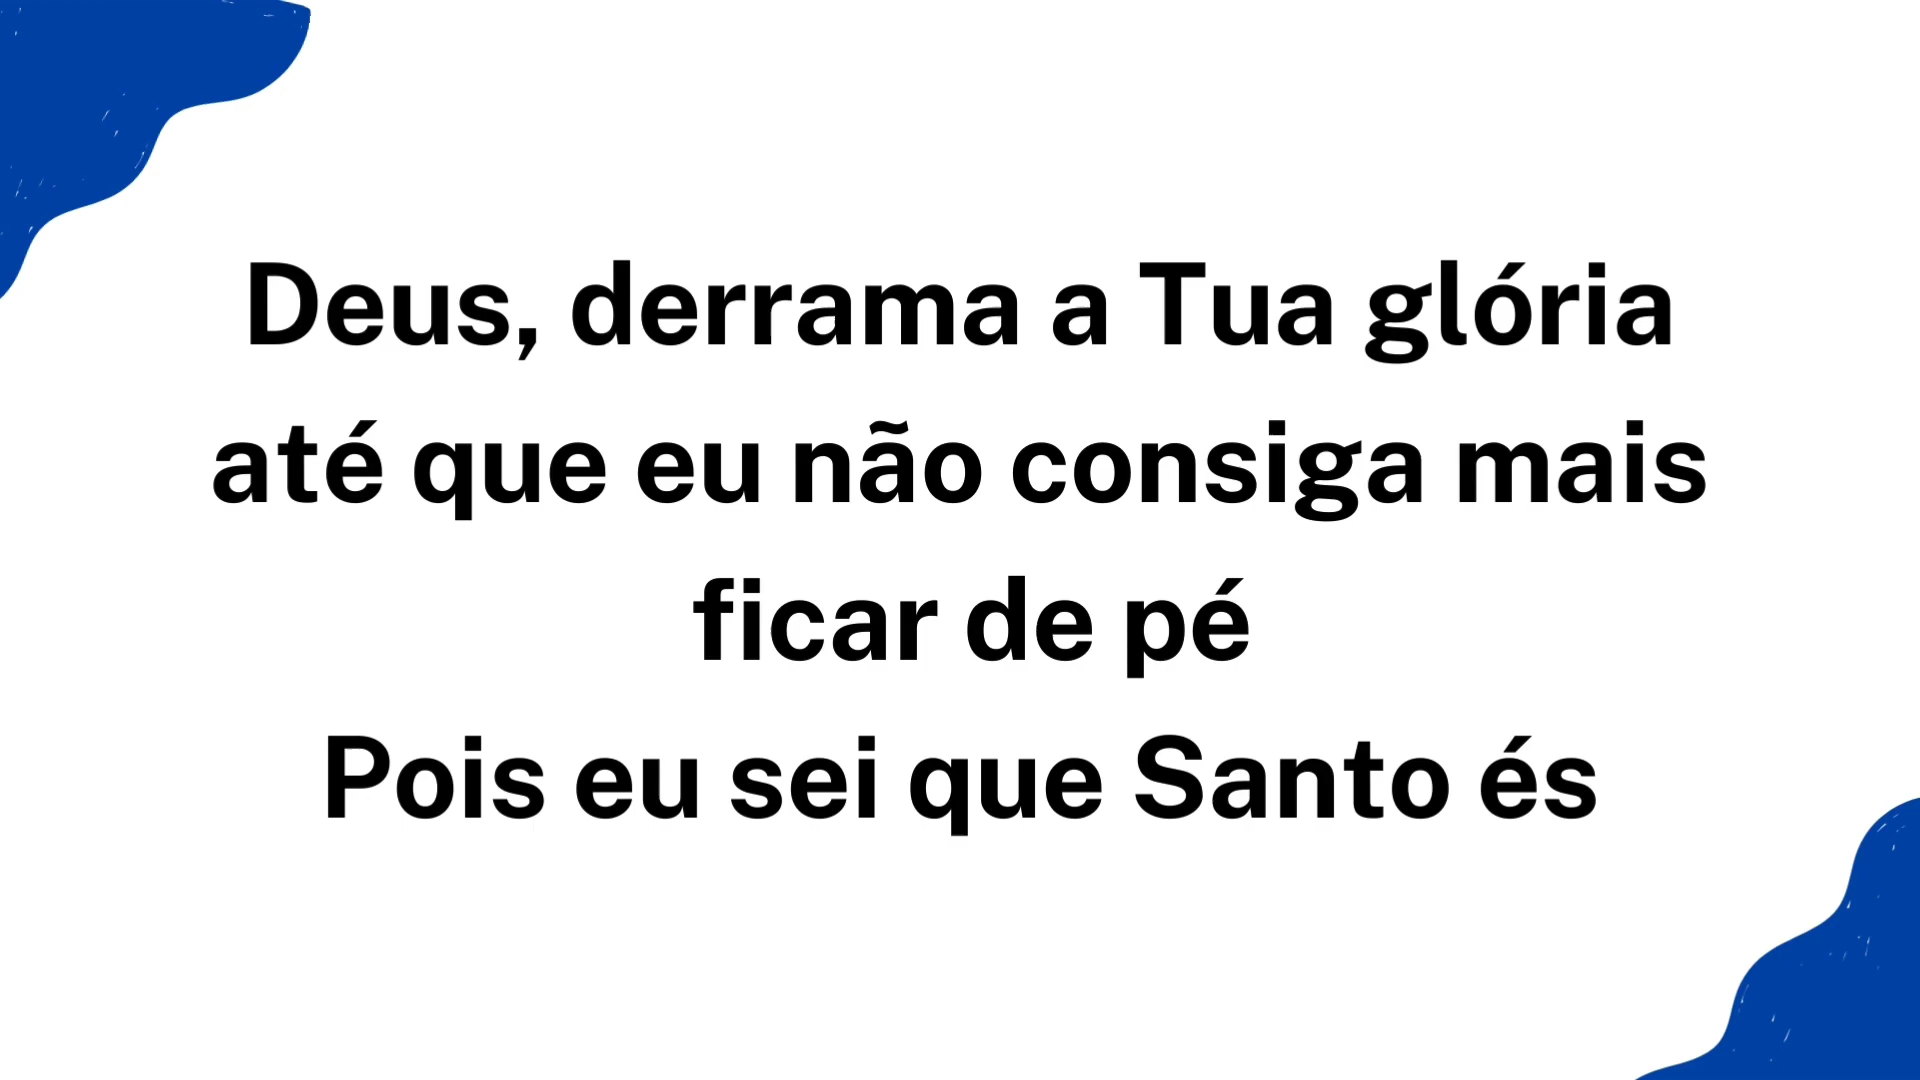 Deus, derrama a Tua glória
até que eu não consiga mais
ficar de pé
Pois eu sei que Santo és